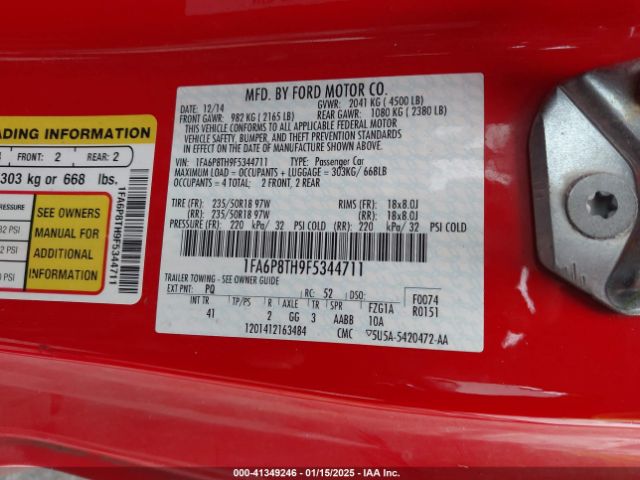 ADING INFORMATION
FRONT: 2 REAR: 2
303 kg or 668 lbs.
PRESSURE
2 PSI
PSI
SEE OWNERS
MANUAL FOR
ADDITIONAL
INFORMATION
1FA6P8TH9F5344711
MFD. BY FORD MOTOR CO.
DATE: 12/14 GVWR: 2041 KG ( 4500 LB)
FRONT GAWR: 982 KG ( 2165 LB) REAR GAWR: 1080 KG ( 2380 LB)
THIS VEHICLE CONFORMS TO ALL APPLICABLE FEDERAL MOTOR
VEHICLE SAFETY, BUMPER, AND THEFT PREVENTION STANDARDS
IN EFFECT ON THE DATE OF MANUFACTURE SHOWN ABOVE.
VIN: 1FA6P8TH9F5344711 TYPE: Passenger Car
MAXIMUM LOAD = OCCUPANTS + LUGGAGE = 303KG/ 668LB
OCCUPANTS = 4 TOTAL: 2 FRONT, 2 REAR
TIRE (FR): 235/50R18 97W RIMS (FR): 18x8.0J
(RR): 235/50R18 97W (RR): 18x8.0J
PRESSURE (FR): 220 kPa/ 32 PSI COLD (RR): 220 kPa/ 32 PSI COLD
1FA6P8TH9F5344711
TRAILER TOWING - SEE OWNER GUIDE
EXT PNT: PQ RC: 52 DSO: F0074
INT TR TP/PS R AXLE TR SPR FZG1A R0151
41 2 GG 3 AABB 10A
1201412163484 CMC 5U5A-5420472-AA
000-41349246 - 01/15/2025 - IAA Inc.